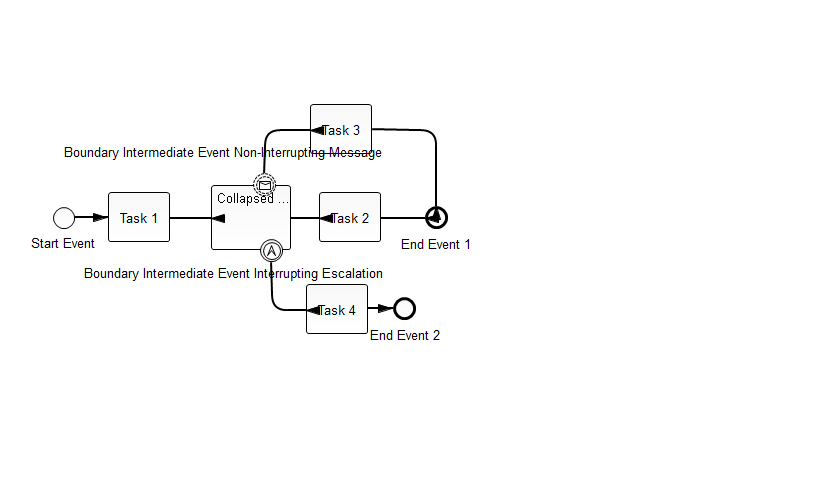 Task 3
Boundary Intermediate Event Non-Interrupting Message
Collapsed ...
Task 1
Task 2
Start Event
End Event 1
Boundary Intermediate Event Interrupting Escalation
Task 4
End Event 2